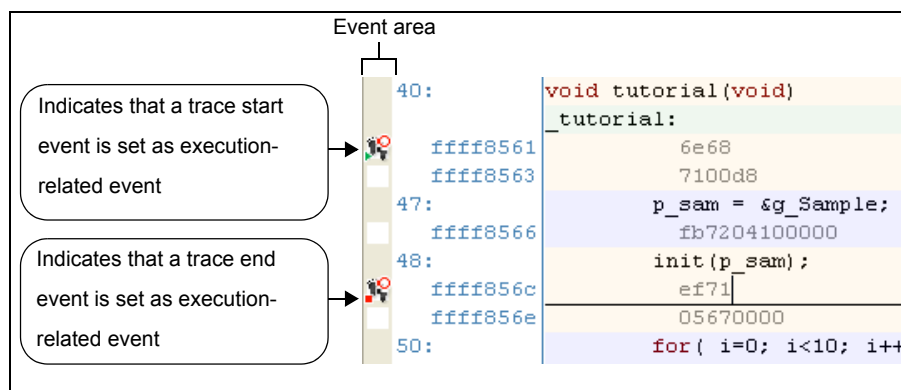 Event area
Indicates that a trace start
event is set as execution-
related event
Indicates that a trace end
event is set as execution-
related event
40: void tutorial(void)
_tutorial:
ffff8561 6e68
ffff8563 7100d8
47: p_sam = &g_Sample;
ffff8566 fb7204100000
48: init(p_sam);
ffff856c ef71
ffff856e 05670000
50: for( i=0; i<10; i++